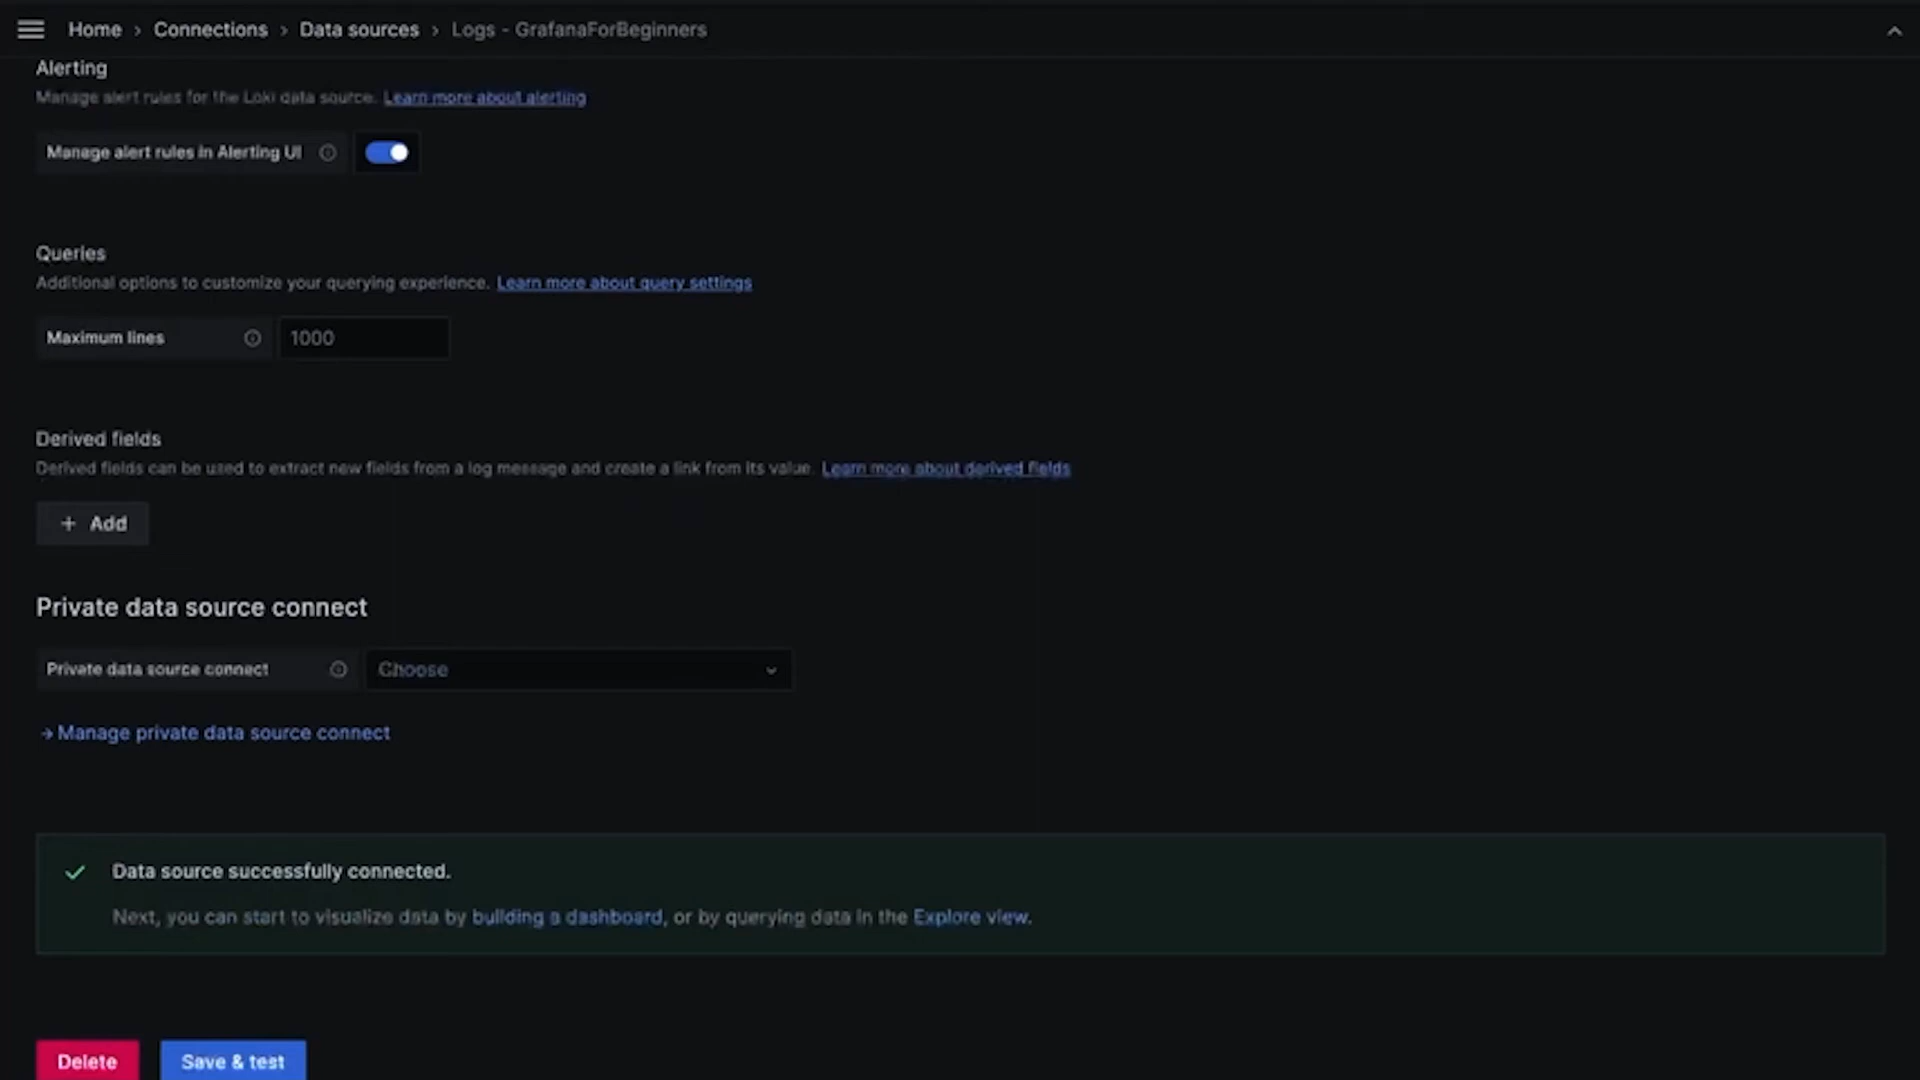 Home › Connections › Data sources › Logs - GrafanaForBeginners
Alerting
Manage alert rules for the Loki data source. Learn more about alerting
Manage alert rules in Alerting UI
Queries
Additional options to customize your querying experience. Learn more about query settings
Maximum lines 1000
Derived fields
Derived fields can be used to extract new fields from a log message and create a link from its value. Learn more about derived fields
+ Add
Private data source connect
Private data source connect Choose
→ Manage private data source connect
Data source successfully connected.
Next, you can start to visualize data by building a dashboard, or by querying data in the Explore view.
Delete Save & test